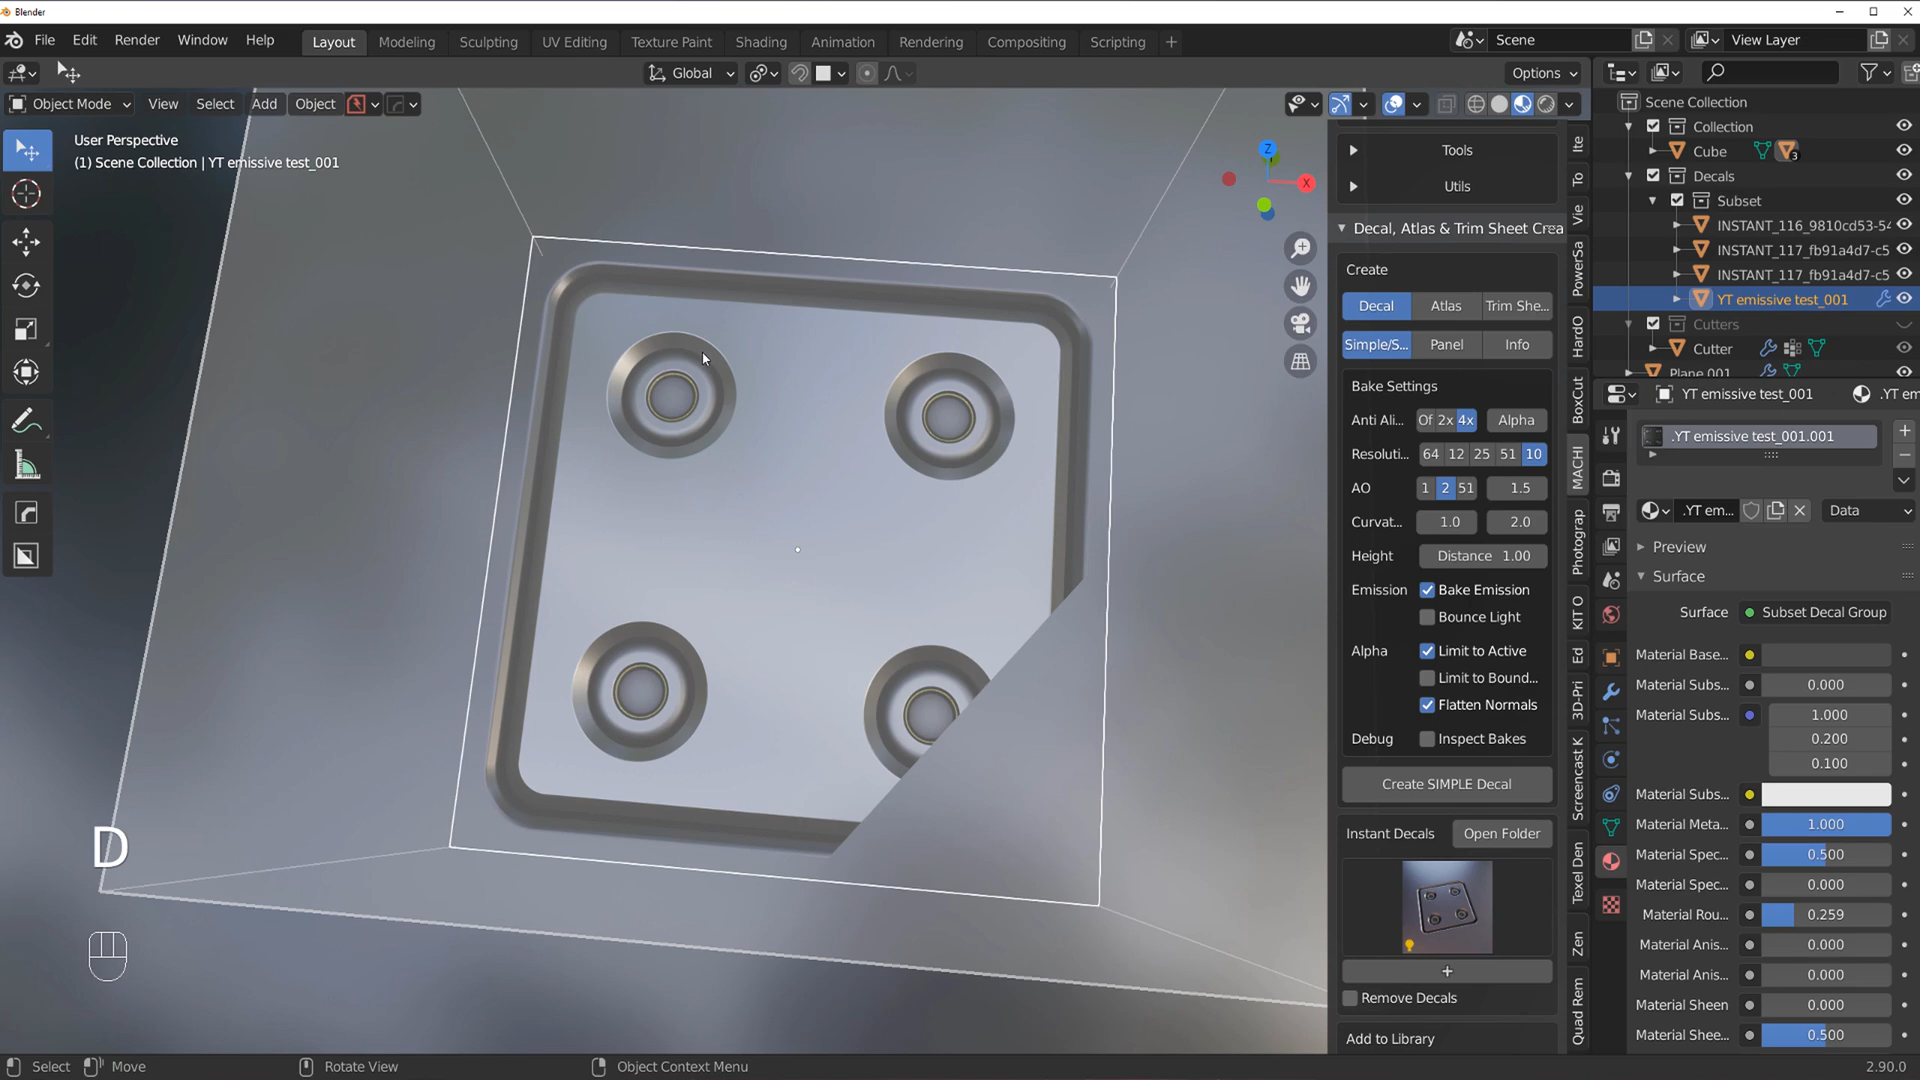 Blender
File Edit Render Window Help Layout Modeling Sculpting UV Editing Texture Paint Shading Animation Rendering Compositing Scripting + Scene View Layer
Global Options
Object Mode View Select Add Object
User Perspective
(1) Scene Collection | YT emissive test_001
Z
X
D
Tools
Utils
Decal, Atlas & Trim Sheet Crea
Create
Decal Atlas Trim She...
Simple/S... Panel Info
Bake Settings
Anti Ali... Of 2x 4x Alpha
Resoluti... 64 12 25 51 10
AO 1 2 51 1.5
Curvat... 1.0 2.0
Height Distance 1.00
Emission Bake Emission
Bounce Light
Alpha Limit to Active
Limit to Bound...
Flatten Normals
Debug Inspect Bakes
Create SIMPLE Decal
Instant Decals Open Folder
+
Remove Decals
Add to Library
Ite
To
Vie
PowerSa
HardO
BoxCut
MACHI
Photograp
KIT O
Ed
3D-Pri
Screencast K
Texel Den
Zen
Quad Rem
Scene Collection
Collection
Cube 3
Decals
Subset
INSTANT_116_9810cd53-54
INSTANT_117_fb91a4d7-c5
INSTANT_117_fb91a4d7-c5
YT emissive test_001
Cutters
Cutter
Plane.001
YT emissive test_001 .YT em
.YT emissive test_001.001
.YT em... Data
Preview
Surface
Surface Subset Decal Group
Material Base...
Material Subs... 0.000
Material Subs... 1.000
0.200
0.100
Material Subs...
Material Meta... 1.000
Material Spec... 0.500
Material Spec... 0.000
Material Rou... 0.259
Material Anis... 0.000
Material Anis... 0.000
Material Sheen 0.000
Material Shee... 0.500
Select Move Rotate View Object Context Menu 2.90.0